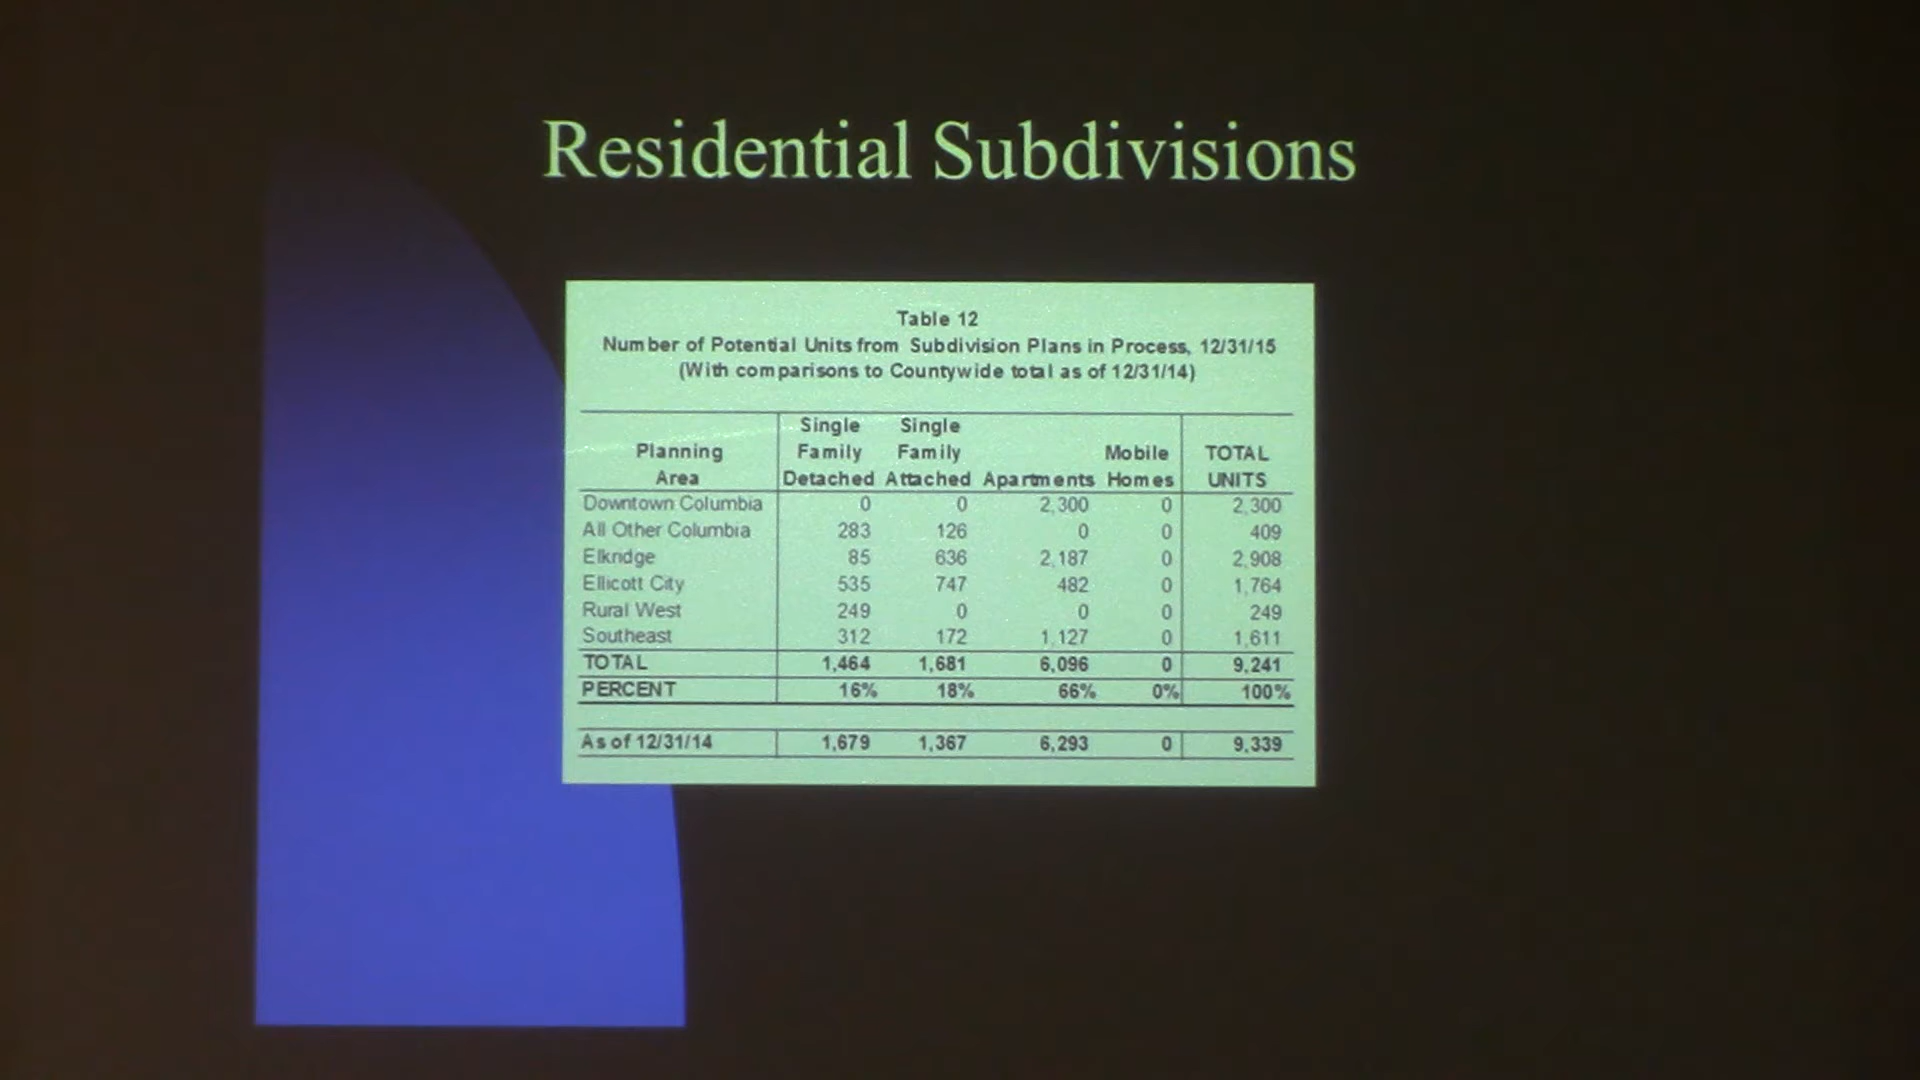 Residential Subdivisions
Table 12
Number of Potential Units from Subdivision Plans in Process, 12/31/15
(With comparisons to Countywide total as of 12/31/14)
Single Single
Planning Family Family Mobile TOTAL
Area Detached Attached Apartments Homes UNITS
Downtown Columbia 0 0 2,300 0 2,300
All Other Columbia 283 126 0 0 409
Elkridge 85 636 2,187 0 2,908
Ellicott City 535 747 482 0 1,764
Rural West 249 0 0 0 249
Southeast 312 172 1,127 0 1,611
TOTAL 1,464 1,681 6,096 0 9,241
PERCENT 16% 18% 66% 0% 100%
As of 12/31/14 1,679 1,367 6,293 0 9,339